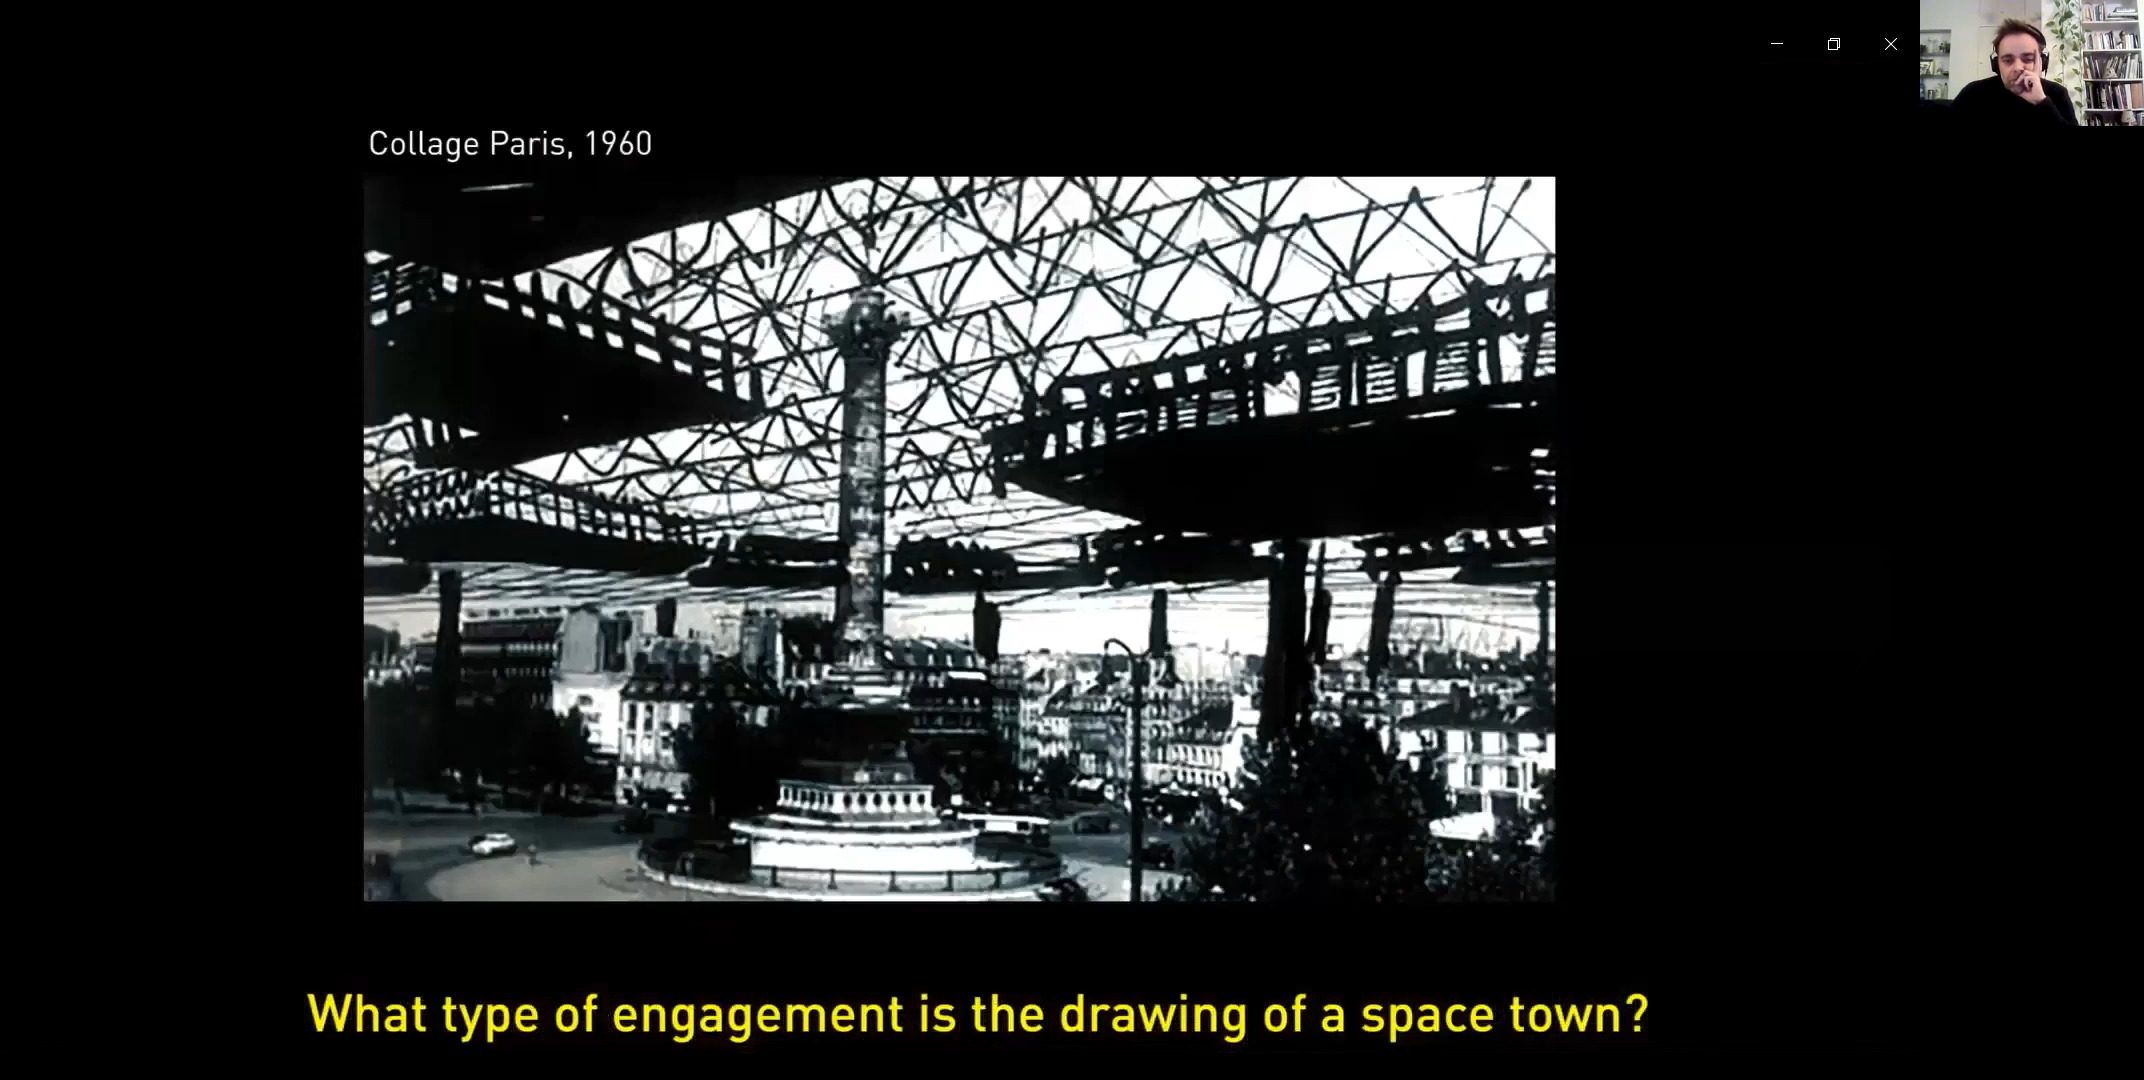 Collage Paris, 1960
What type of engagement is the drawing of a space town?